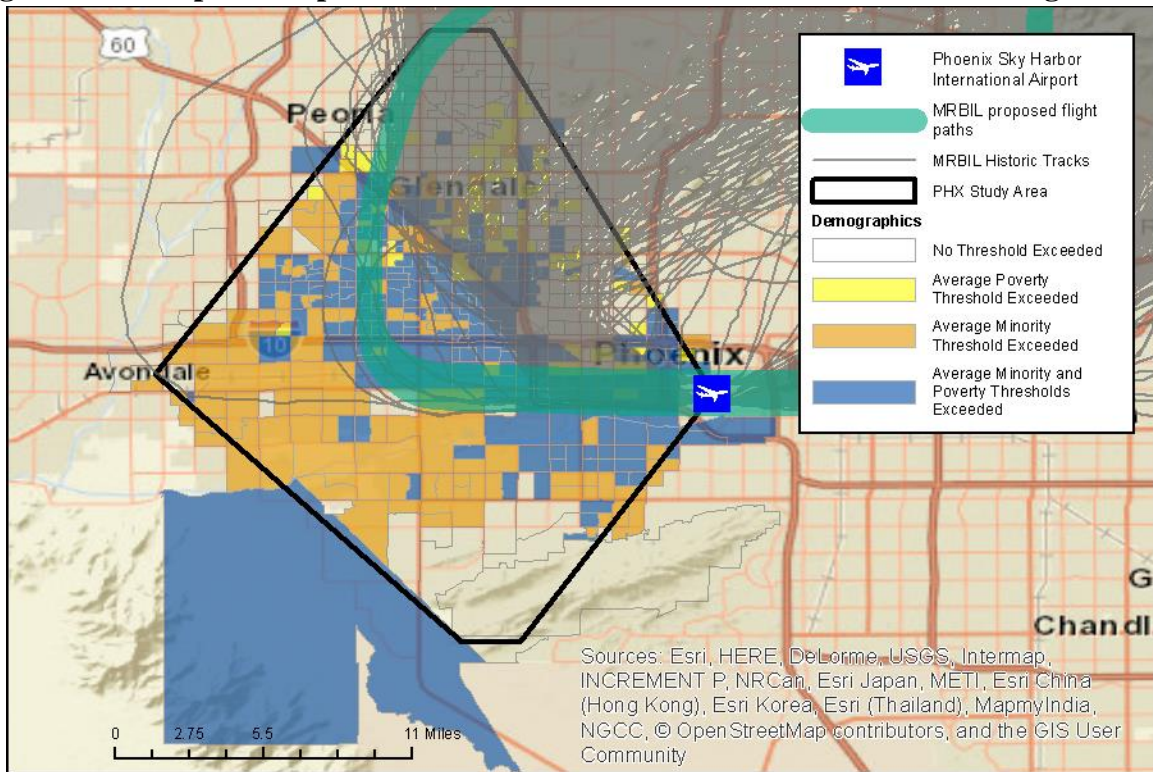 60
Peoria
Glendale
10
Avondale
Phoenix
Phoenix Sky Harbor
International Airport
MRBIL proposed flight
paths
MRBIL Historic Tracks
PHX Study Area
Demographics
No Threshold Exceeded
Average Poverty
Threshold Exceeded
Average Minority
Threshold Exceeded
Average Minority and
Poverty Thresholds
Exceeded
G
Chandl
Sources: Esri, HERE, DeLorme, USGS, Intermap,
INCREMENT P, NRCan, Esri Japan, METI, Esri China
(Hong Kong), Esri Korea, Esri (Thailand), MapmyIndia,
NGCC, © OpenStreetMap contributors, and the GIS User
Community
0 2.75 5.5 11 Miles